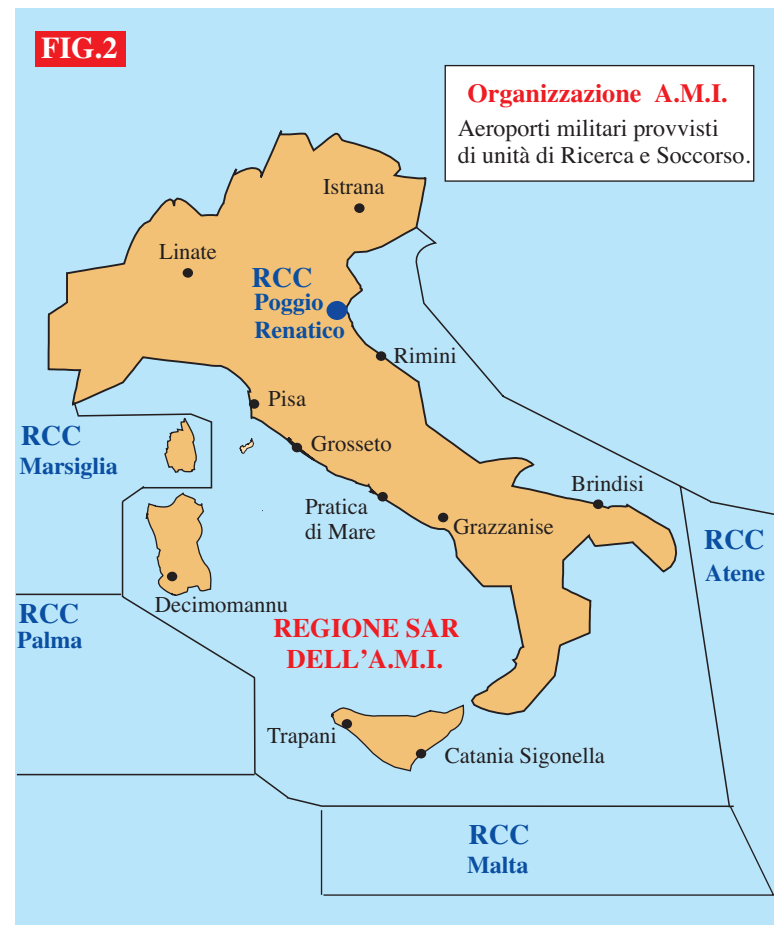 FIG.2
Organizzazione A.M.I.
Aeroporti militari provvisti
di unità di Ricerca e Soccorso.
Istrana
Linate
RCC
Poggio
Renatico
Rimini
Pisa
RCC
Marsiglia
Grosseto
Pratica
di Mare
Grazzanise
Brindisi
RCC
Atene
Decimomannu
RCC
Palma
REGIONE SAR
DELL’A.M.I.
Trapani
Catania Sigonella
RCC
Malta